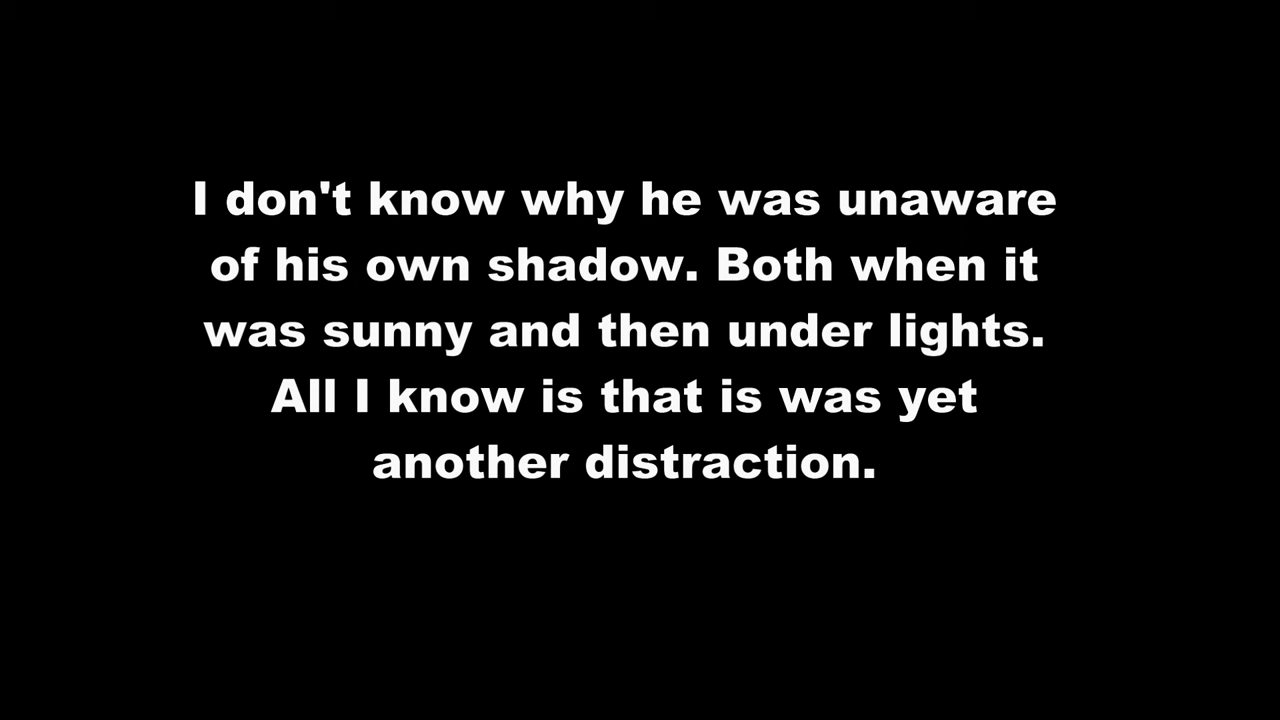 I don't know why he was unaware
of his own shadow. Both when it
was sunny and then under lights.
All I know is that is was yet
another distraction.